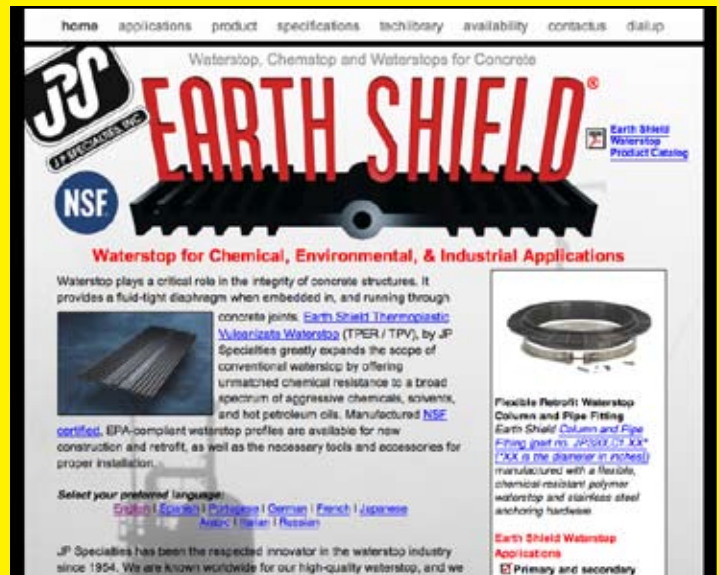 home applications product specifications techlibrary availability contactus dialup
Waterstop, Chemstop and Waterstops for Concrete
JPS
J P SPECIALTIES, INC.
EARTH SHIELD®
Earth Shield
Waterstop
Product Catalog
NSF
Waterstop for Chemical, Environmental, & Industrial Applications
Waterstop plays a critical role in the integrity of concrete structures. It
provides a fluid-tight diaphragm when embedded in, and running through
concrete joints. Earth Shield Thermoplastic
Vulcanizate Waterstop (TPER / TPV), by JP
Specialties greatly expands the scope of
conventional waterstop by offering
unmatched chemical resistance to a broad
spectrum of aggressive chemicals, solvents,
and hot petroleum oils. Manufactured NSF
certified, EPA-compliant waterstop profiles are available for new
construction and retrofit, as well as the necessary tools and accessories for
proper installation.
Select your preferred language:
English | Spanish | Portugese | German | French | Japanese
Arabic | Italian | Russian
JP Specialties has been the respected innovator in the waterstop industry
since 1954. We are known worldwide for our high-quality waterstop, and we
Flexible Retrofit Waterstop
Column and Pipe Fitting
Earth Shield Column and Pipe
Fitting (part no.
(*XX is the diameter in inches)
manufactured with a flexible,
chemical-resistant polymer
waterstop and stainless steel
anchoring hardware.
Earth Shield Waterstop
Applications
Primary and secondary